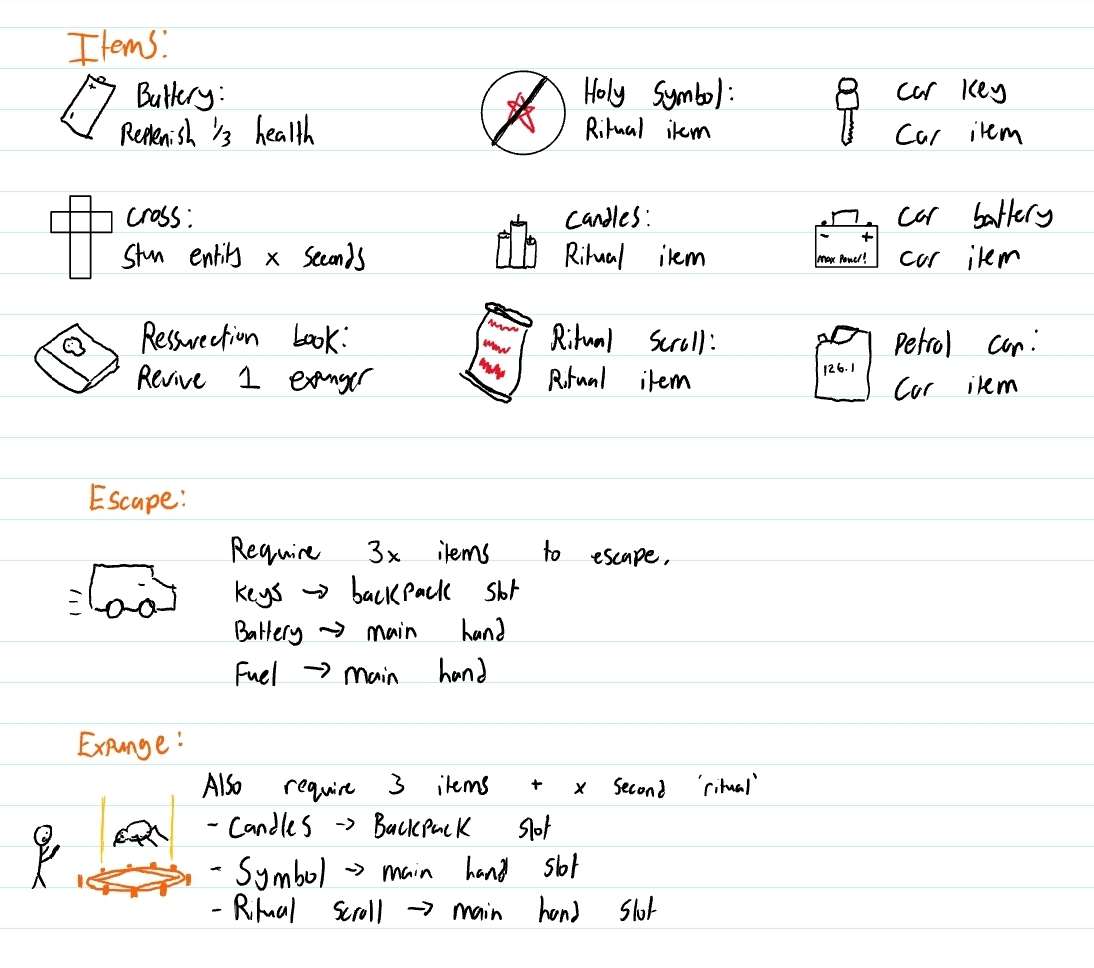 Items:
Battery:
Replenish 1/3 health
Holy Symbol:
Ritual item
Car Key
Car item
Cross:
Stun entity x seconds
Candles:
Ritual item
Car battery
Car item
- +
max Power!
Ressurection book:
Revive 1 expunger
Ritual Scroll:
Ritual item
Petrol can:
Car item
126.1
Escape:
Require 3x items to escape.
Keys → backpack slot
Battery → main hand
Fuel → main hand
Expunge:
Also require 3 items + x second 'ritual'
- Candles → Backpack slot
- Symbol → main hand slot
- Ritual scroll → main hand slot